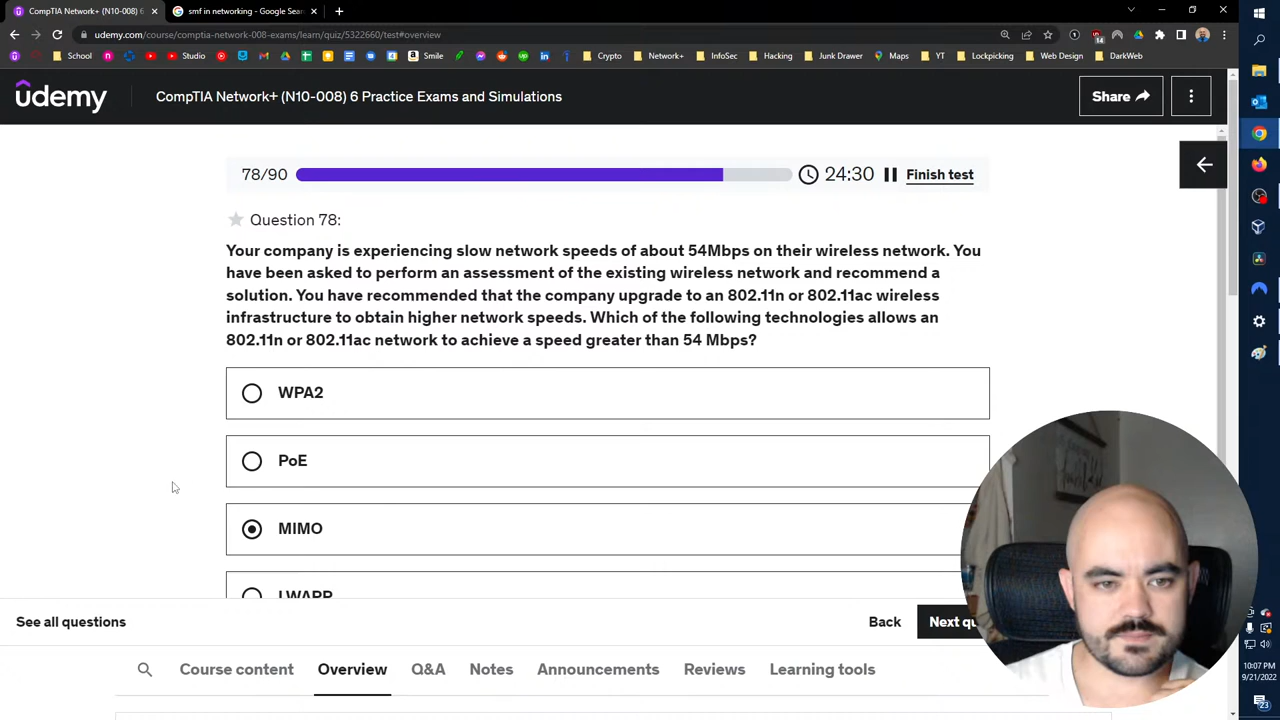 CompTIA Network+ (N10-008) 6
smf in networking - Google Sear
udemy.com/course/comptia-network-008-exams/learn/quiz/5322660/test#overview
School
Studio
Smile
Crypto
Network+
InfoSec
Hacking
Junk Drawer
Maps
YT
Lockpicking
Web Design
DarkWeb
udemy
CompTIA Network+ (N10-008) 6 Practice Exams and Simulations
Share
78/90
24:30
Finish test
Question 78:
Your company is experiencing slow network speeds of about 54Mbps on their wireless network. You
have been asked to perform an assessment of the existing wireless network and recommend a
solution. You have recommended that the company upgrade to an 802.11n or 802.11ac wireless
infrastructure to obtain higher network speeds. Which of the following technologies allows an
802.11n or 802.11ac network to achieve a speed greater than 54 Mbps?
WPA2
PoE
MIMO
LWAPP
See all questions
Back
Next qu
Course content
Overview
Q&A
Notes
Announcements
Reviews
Learning tools
10:07 PM
9/21/2022
23